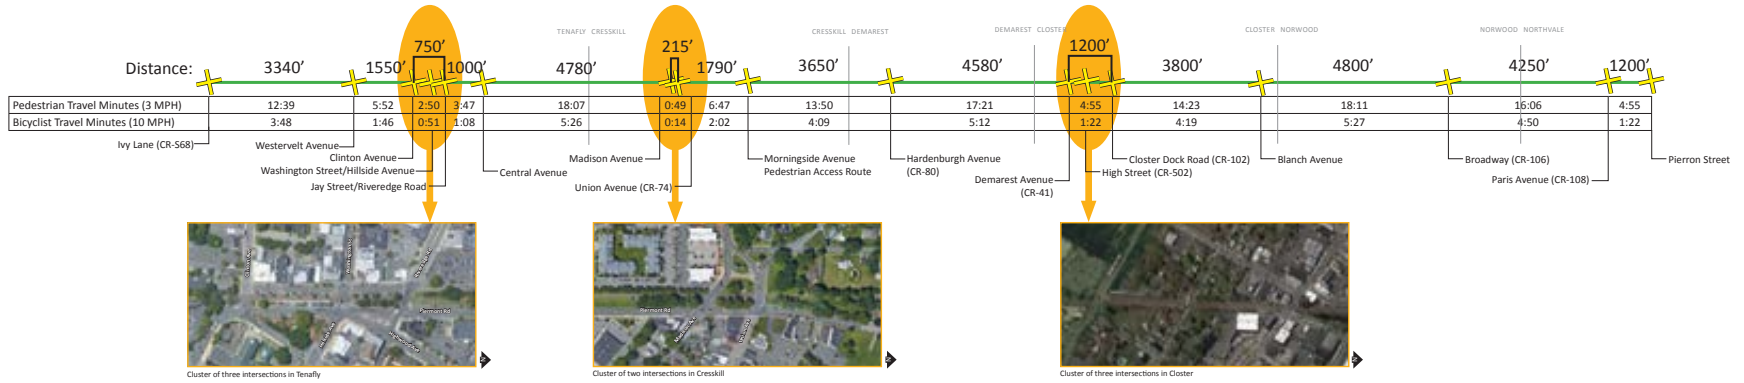 TENAFLY CRESSKILL
CRESSKILL DEMAREST
DEMAREST CLOSTER
CLOSTER NORWOOD
NORWOOD NORTHVALE
Distance: 3340' 1550' 750' 1000' 4780' 215' 1790' 3650' 4580' 1200' 3800' 4800' 4250' 1200'
Pedestrian Travel Minutes (3 MPH) 12:39 5:52 2:50 3:47 18:07 0:49 6:47 13:50 17:21 4:55 14:23 18:11 16:06 4:55
Bicyclist Travel Minutes (10 MPH) 3:48 1:46 0:51 1:08 5:26 0:14 2:02 4:09 5:12 1:22 4:19 5:27 4:50 1:22
Ivy Lane (CR-S68)
Westervelt Avenue
Clinton Avenue
Washington Street/Hillside Avenue
Jay Street/Riveredge Road
Central Avenue
Madison Avenue
Union Avenue (CR-74)
Morningside Avenue
Pedestrian Access Route
Hardenburgh Avenue
(CR-80)
Demarest Avenue
(CR-41)
Closter Dock Road (CR-102)
High Street (CR-502)
Blanch Avenue
Broadway (CR-106)
Paris Avenue (CR-108)
Pierron Street
Piermont Rd
N
Cluster of three intersections in Tenafly
Piermont Rd
Madison Ave
N
Cluster of two intersections in Cresskill
N
Cluster of three intersections in Closter